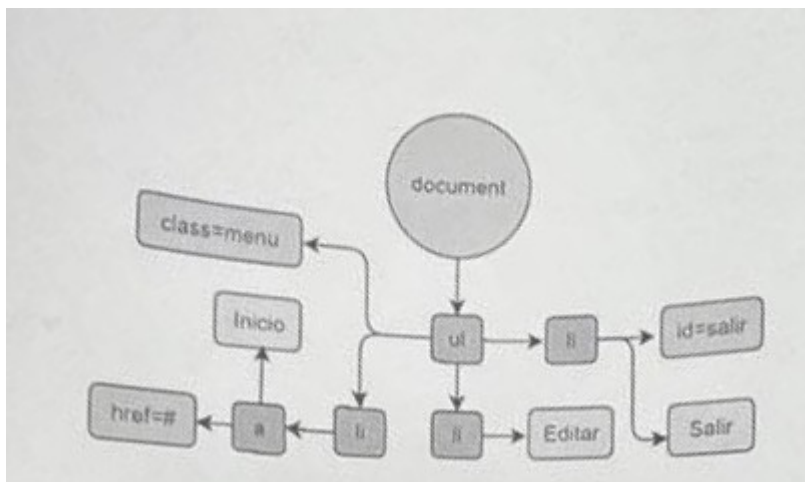 document
class=menu
Inicio
ul
li
id=salir
href=#
a
li
li
Editar
Salir